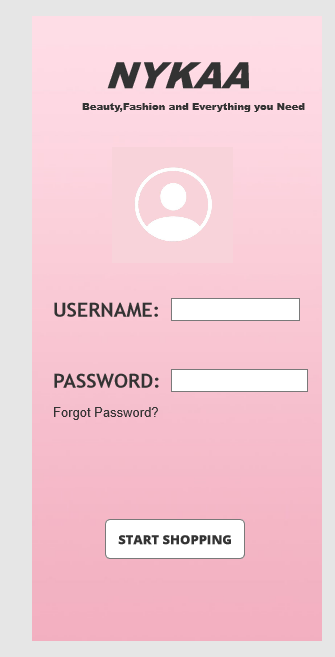 NYKAA
Beauty,Fashion and Everything you Need
USERNAME:
PASSWORD:
Forgot Password?
START SHOPPING